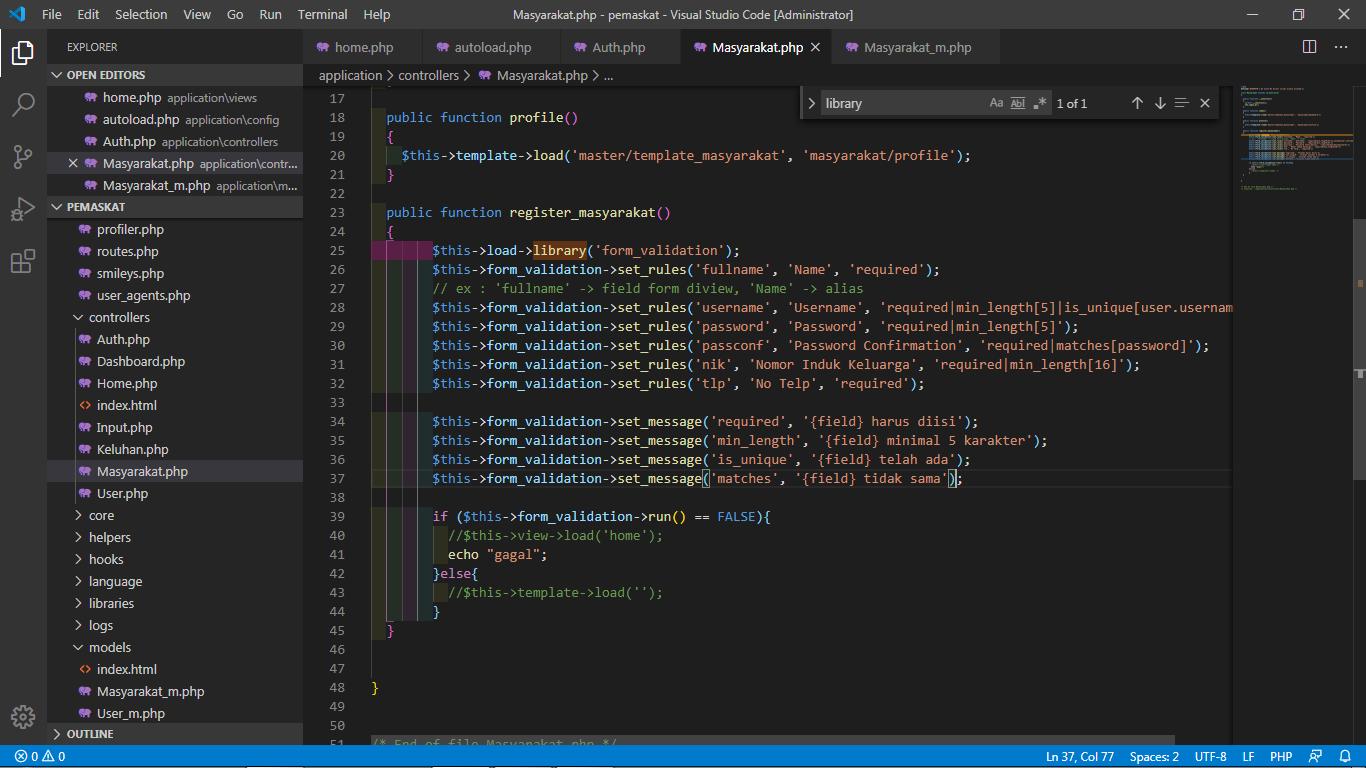 File Edit Selection View Go Run Terminal Help Masyarakat.php - pemaskat - Visual Studio Code [Administrator]
EXPLORER
OPEN EDITORS
home.php application\views
autoload.php application\config
Auth.php application\controllers
Masyarakat.php application\contr...
Masyarakat_m.php application\m...
PEMASKAT
profiler.php
routes.php
smileys.php
user_agents.php
controllers
Auth.php
Dashboard.php
Home.php
index.html
Input.php
Keluhan.php
Masyarakat.php
User.php
core
helpers
hooks
language
libraries
logs
models
index.html
Masyarakat_m.php
User_m.php
OUTLINE
home.php autoload.php Auth.php Masyarakat.php Masyarakat_m.php
application > controllers > Masyarakat.php > ...
library Aa Abl .* 1 of 1
17
18 public function profile()
19 {
20 $this->template->load('master/template_masyarakat', 'masyarakat/profile');
21 }
22
23 public function register_masyarakat()
24 {
25 $this->load->library('form_validation');
26 $this->form_validation->set_rules('fullname', 'Name', 'required');
27 // ex : 'fullname' -> field form diview, 'Name' -> alias
28 $this->form_validation->set_rules('username', 'Username', 'required|min_length[5]|is_unique[user.usernam
29 $this->form_validation->set_rules('password', 'Password', 'required|min_length[5]');
30 $this->form_validation->set_rules('passconf', 'Password Confirmation', 'required|matches[password]');
31 $this->form_validation->set_rules('nik', 'Nomor Induk Keluarga', 'required|min_length[16]');
32 $this->form_validation->set_rules('tlp', 'No Telp', 'required');
33
34 $this->form_validation->set_message('required', '{field} harus diisi');
35 $this->form_validation->set_message('min_length', '{field} minimal 5 karakter');
36 $this->form_validation->set_message('is_unique', '{field} telah ada');
37 $this->form_validation->set_message('matches', '{field} tidak sama');
38
39 if ($this->form_validation->run() == FALSE){
40 //$this->view->load('home');
41 echo "gagal";
42 }else{
43 //$this->template->load('');
44 }
45 }
46
47
48 }
49
50
51 /* End of file Masyarakat.php */
0 0 Ln 37, Col 77 Spaces: 2 UTF-8 LF PHP